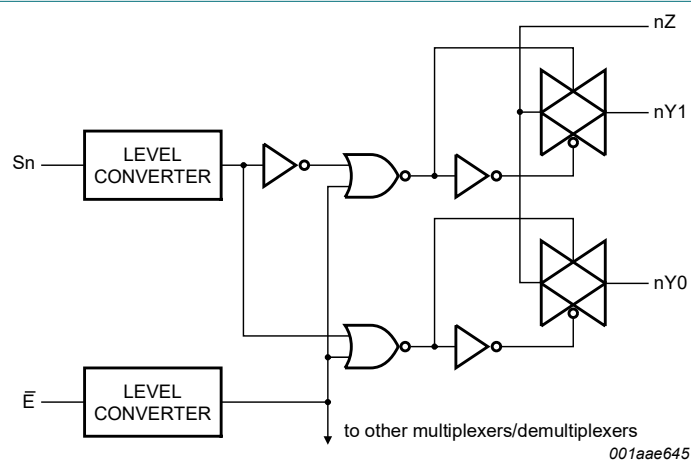 nZ
nY1
Sn
LEVEL
CONVERTER
nY0
E̅
LEVEL
CONVERTER
to other multiplexers/demultiplexers
001aae645